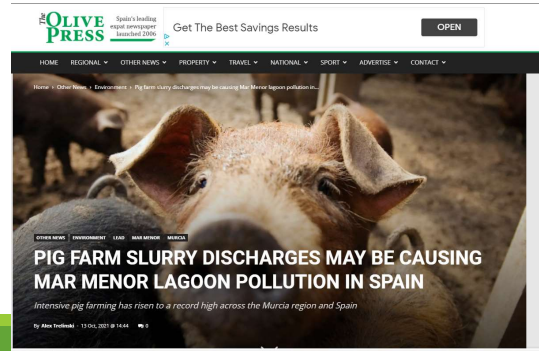 The OLIVE PRESS
Spain's leading
expat newspaper
launched 2006
Get The Best Savings Results
OPEN
HOME REGIONAL OTHER NEWS PROPERTY TRAVEL NATIONAL SPORT ADVERTISE CONTACT
Home › Other News › Environment › Pig farm slurry discharges may be causing Mar Menor lagoon pollution in...
OTHER NEWS ENVIRONMENT LEAD MAR MENOR MURCIA
PIG FARM SLURRY DISCHARGES MAY BE CAUSING
MAR MENOR LAGOON POLLUTION IN SPAIN
Intensive pig farming has risen to a record high across the Murcia region and Spain
By Alex Trelinski - 13 Oct, 2021 @ 14:44 0